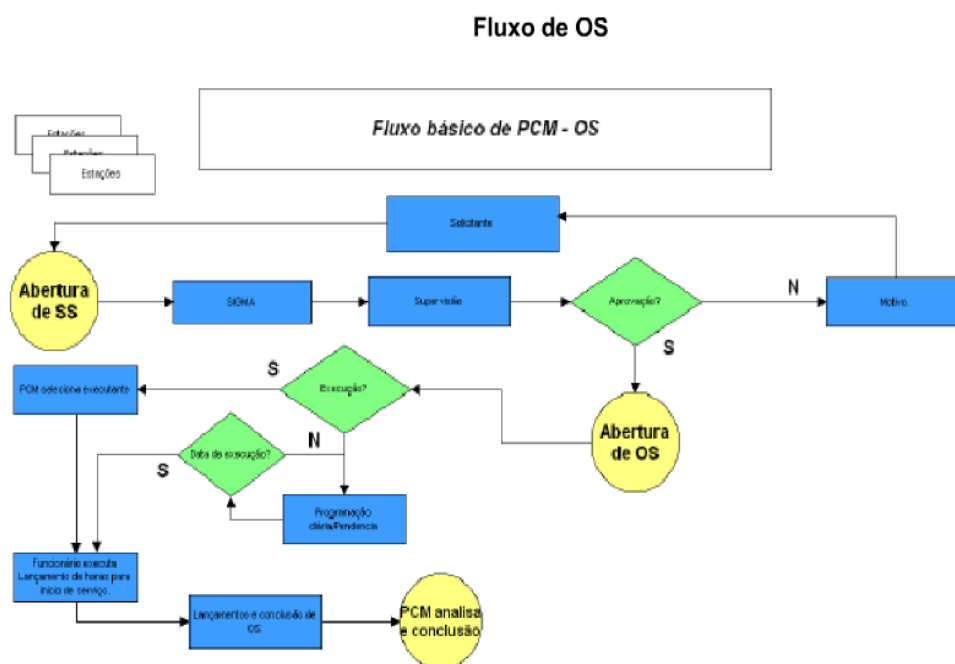 Fluxo de OS
Fluxo básico de PCM - OS
Estações
Estações
Estações
Solicitante
Abertura
de SS
SIGMA
Supervisão
Aprovação?
N
Motivo.
S
PCM seleciona executante
S
Execução?
Abertura
de OS
N
Data de execução?
S
Programação
diária/Pendencia
Funcionário executa
Lançamento de horas para
inicio de serviço.
Lançamentos e conclusão de
OS
PCM analisa
e conclusão